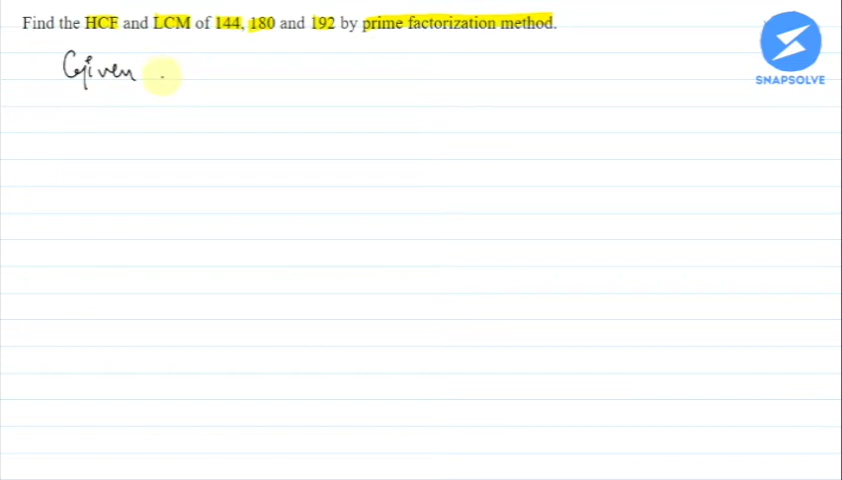 Find the HCF and LCM of 144, 180 and 192 by prime factorization method.
SNAPSOLVE
Given